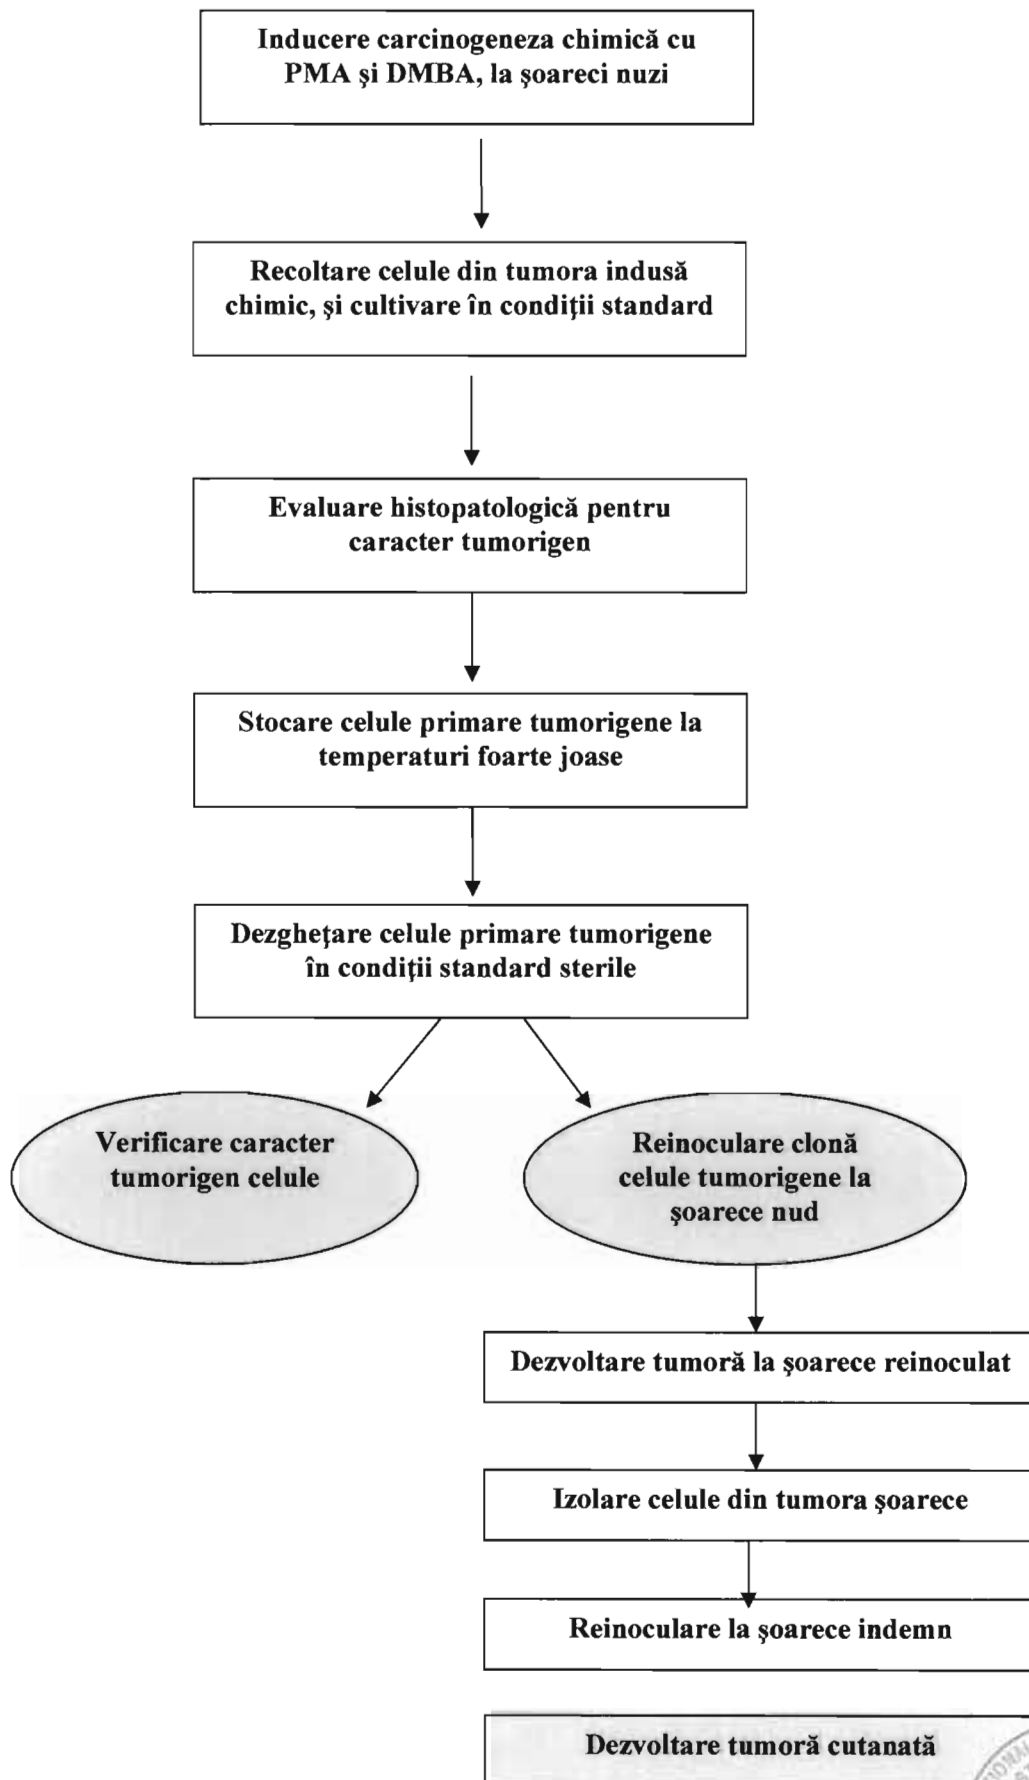 Inducere carcinogeneza chimică cu
PMA şi DMBA, la şoareci nuzi
Recoltare celule din tumora indusă
chimic, şi cultivare în condiţii standard
Evaluare histopatologică pentru
caracter tumorigen
Stocare celule primare tumorigene la
temperaturi foarte joase
Dezgheţare celule primare tumorigene
în condiţii standard sterile
Verificare caracter
tumorigen celule
Reinoculare clonă
celule tumorigene la
şoarece nud
Dezvoltare tumoră la şoarece reinoculat
Izolare celule din tumora şoarece
Reinoculare la şoarece indemn
Dezvoltare tumoră cutanată